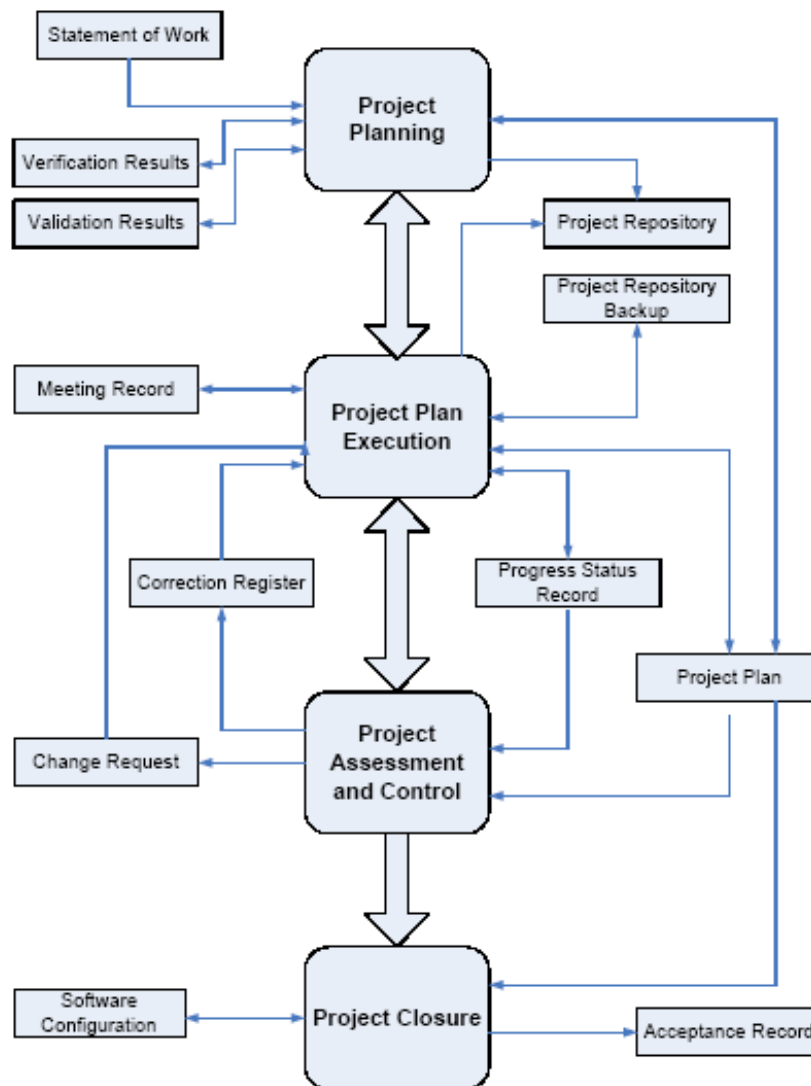 Statement of Work
Project
Planning
Verification Results
Validation Results
Project Repository
Project Repository
Backup
Meeting Record
Project Plan
Execution
Correction Register
Progress Status
Record
Project Plan
Change Request
Project
Assessment
and Control
Software
Configuration
Project Closure
Acceptance Record